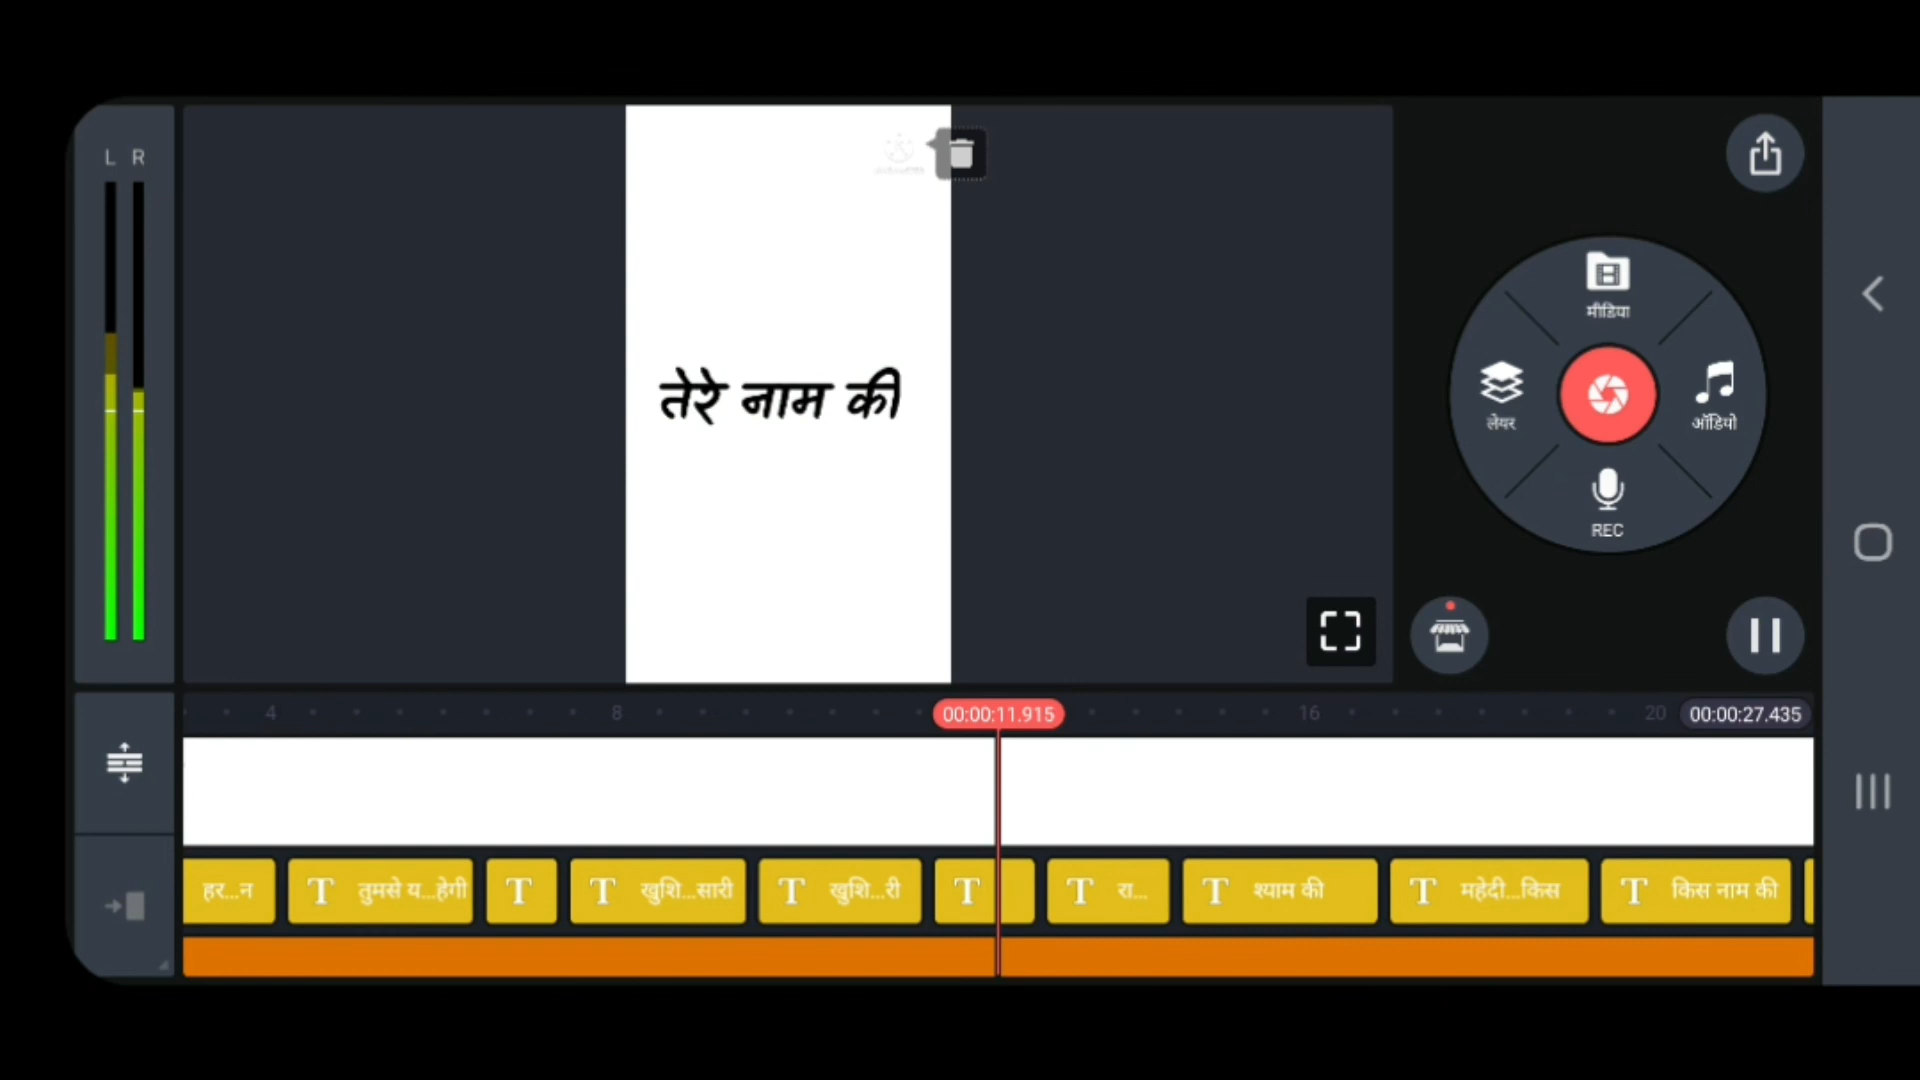 L R
तेरे नाम की
मीडिया
लेयर
ऑडियो
REC
4
8
00:00:11.915
16
20
00:00:27.435
हर...न
T तुमसे य...हेगी
T
T खुशि...सारी
T खुशि...री
T
T रा...
T श्याम की
T महेदी...किस
T किस नाम की